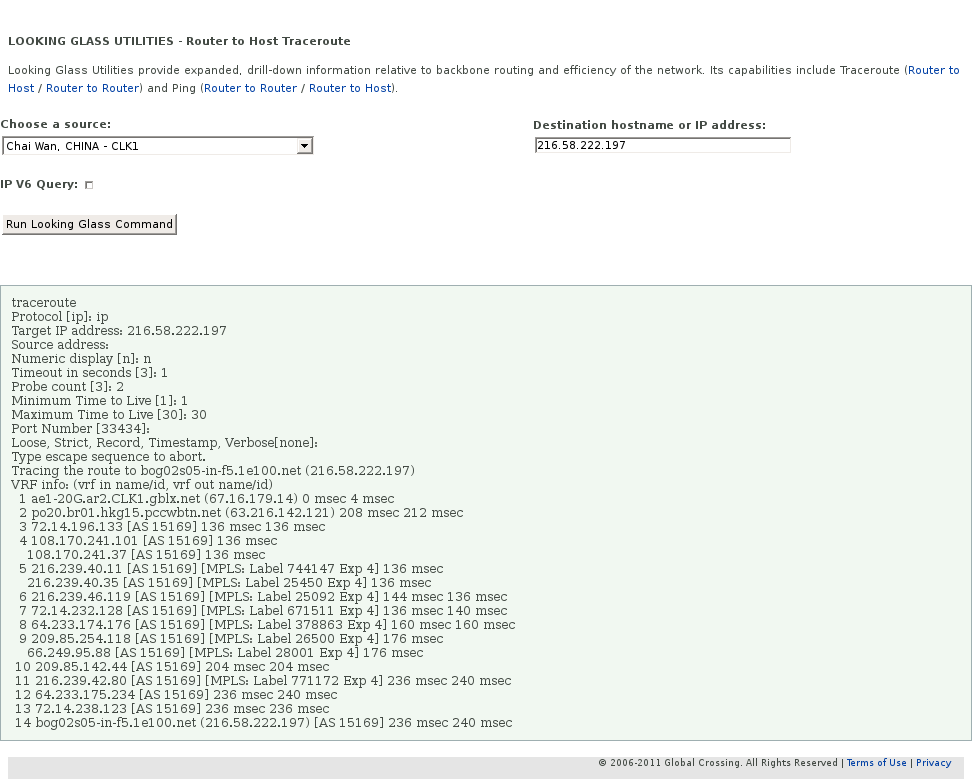 LOOKING GLASS UTILITIES - Router to Host Traceroute
Looking Glass Utilities provide expanded, drill-down information relative to backbone routing and efficiency of the network. Its capabilities include Traceroute (Router to
Host / Router to Router) and Ping (Router to Router / Router to Host).
Choose a source:
Chai Wan, CHINA - CLK1
Destination hostname or IP address:
216.58.222.197
IP V6 Query:
Run Looking Glass Command
traceroute
Protocol [ip]: ip
Target IP address: 216.58.222.197
Source address:
Numeric display [n]: n
Timeout in seconds [3]: 1
Probe count [3]: 2
Minimum Time to Live [1]: 1
Maximum Time to Live [30]: 30
Port Number [33434]:
Loose, Strict, Record, Timestamp, Verbose[none]:
Type escape sequence to abort.
Tracing the route to bog02s05-in-f5.1e100.net (216.58.222.197)
VRF info: (vrf in name/id, vrf out name/id)
1 ae1-20G.ar2.CLK1.gblx.net (67.16.179.14) 0 msec 4 msec
2 po20.br01.hkg15.pccwbtn.net (63.216.142.121) 208 msec 212 msec
3 72.14.196.133 [AS 15169] 136 msec 136 msec
4 108.170.241.101 [AS 15169] 136 msec
108.170.241.37 [AS 15169] 136 msec
5 216.239.40.11 [AS 15169] [MPLS: Label 744147 Exp 4] 136 msec
216.239.40.35 [AS 15169] [MPLS: Label 25450 Exp 4] 136 msec
6 216.239.46.119 [AS 15169] [MPLS: Label 25092 Exp 4] 144 msec 136 msec
7 72.14.232.128 [AS 15169] [MPLS: Label 671511 Exp 4] 136 msec 140 msec
8 64.233.174.176 [AS 15169] [MPLS: Label 378863 Exp 4] 160 msec 160 msec
9 209.85.254.118 [AS 15169] [MPLS: Label 26500 Exp 4] 176 msec
66.249.95.88 [AS 15169] [MPLS: Label 28001 Exp 4] 176 msec
10 209.85.142.44 [AS 15169] 204 msec 204 msec
11 216.239.42.80 [AS 15169] [MPLS: Label 771172 Exp 4] 236 msec 240 msec
12 64.233.175.234 [AS 15169] 236 msec 240 msec
13 72.14.238.123 [AS 15169] 236 msec 236 msec
14 bog02s05-in-f5.1e100.net (216.58.222.197) [AS 15169] 236 msec 240 msec
© 2006-2011 Global Crossing. All Rights Reserved | Terms of Use | Privacy